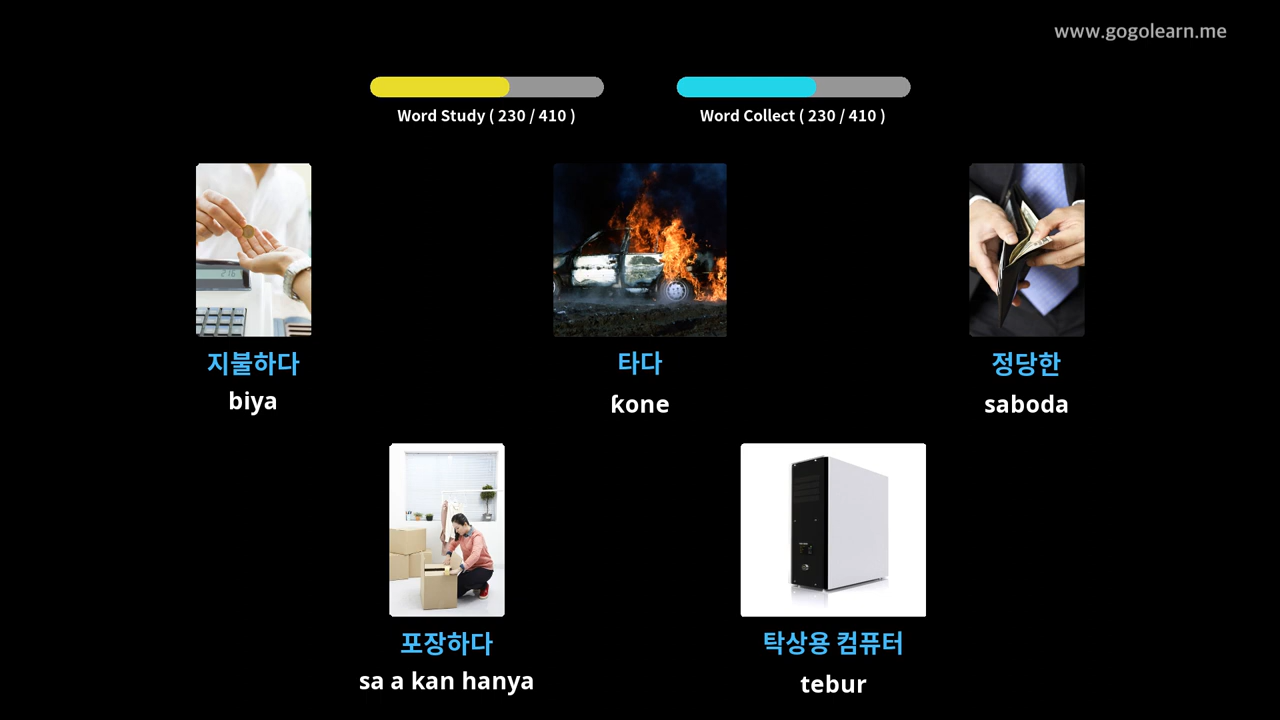 www.gogolearn.me
Word Study ( 230 / 410 )
Word Collect ( 230 / 410 )
지불하다
biya
타다
ƙone
정당한
saboda
포장하다
sa a kan hanya
탁상용 컴퓨터
tebur